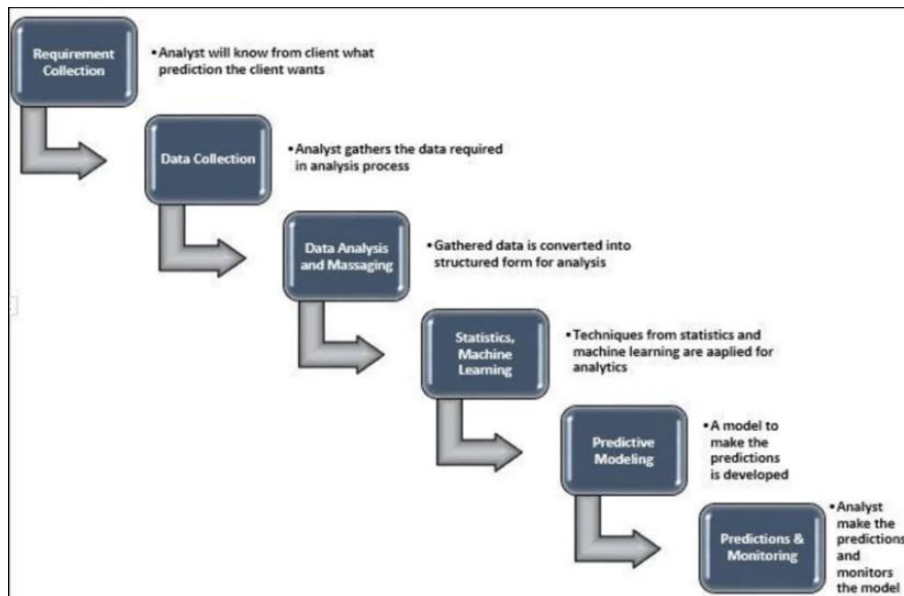 Requirement
Collection
•Analyst will know from client what
prediction the client wants
Data Collection
•Analyst gathers the data required
in analysis process
Data Analysis
and Massaging
•Gathered data is converted into
structured form for analysis
Statistics,
Machine
Learning
•Techniques from statistics and
machine learning are aaplied for
analytics
Predictive
Modeling
•A model to
make the
predictions
is developed
Predictions &
Monitoring
•Analyst
make the
predictions
and
monitors
the model